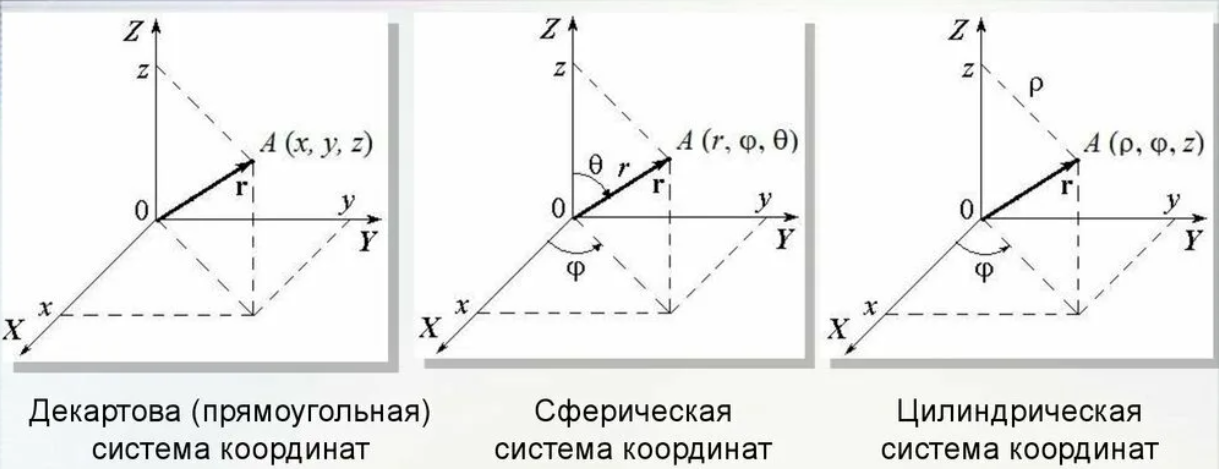 Z
z
A (x, y, z)
r
0
y
Y
x
X
Декартова (прямоугольная)
система координат
Z
z
A (r, φ, θ)
θ
r
r
0
y
Y
φ
x
X
Сферическая
система координат
Z
z
ρ
A (ρ, φ, z)
r
0
y
Y
φ
x
X
Цилиндрическая
система координат